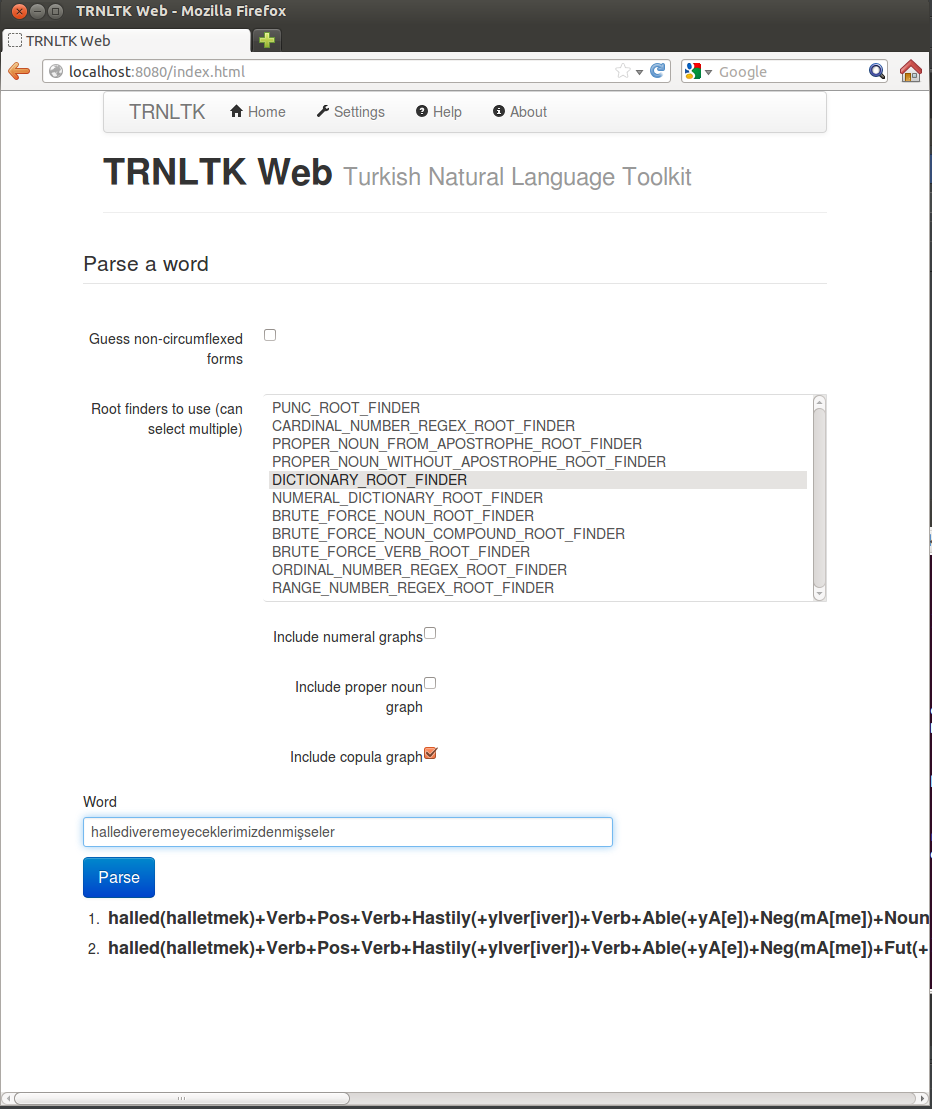 TRNLTK Web - Mozilla Firefox
TRNLTK Web
localhost:8080/index.html
Google
TRNLTK Home Settings Help About
TRNLTK Web Turkish Natural Language Toolkit
Parse a word
Guess non-circumflexed
forms
Root finders to use (can
select multiple)
PUNC_ROOT_FINDER
CARDINAL_NUMBER_REGEX_ROOT_FINDER
PROPER_NOUN_FROM_APOSTROPHE_ROOT_FINDER
PROPER_NOUN_WITHOUT_APOSTROPHE_ROOT_FINDER
DICTIONARY_ROOT_FINDER
NUMERAL_DICTIONARY_ROOT_FINDER
BRUTE_FORCE_NOUN_ROOT_FINDER
BRUTE_FORCE_NOUN_COMPOUND_ROOT_FINDER
BRUTE_FORCE_VERB_ROOT_FINDER
ORDINAL_NUMBER_REGEX_ROOT_FINDER
RANGE_NUMBER_REGEX_ROOT_FINDER
Include numeral graphs
Include proper noun
graph
Include copula graph
Word
hallediveremeyeceklerimizdenmişseler
Parse
1. halled(halletmek)+Verb+Pos+Verb+Hastily(+yIver[iver])+Verb+Able(+yA[e])+Neg(mA[me])+Noun
2. halled(halletmek)+Verb+Pos+Verb+Hastily(+yIver[iver])+Verb+Able(+yA[e])+Neg(mA[me])+Fut(+